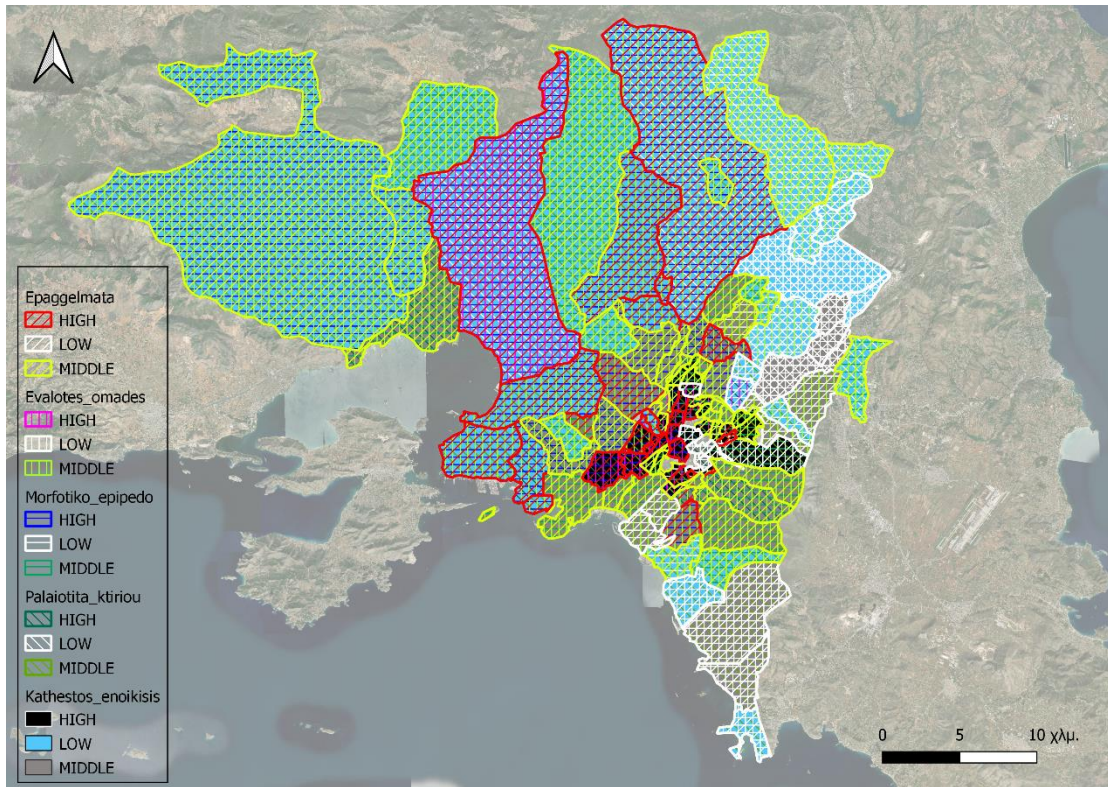 Epaggelmata
HIGH
LOW
MIDDLE
Evalotes_omades
HIGH
LOW
MIDDLE
Morfotiko_epipedo
HIGH
LOW
MIDDLE
Palaiotita_ktiriou
HIGH
LOW
MIDDLE
Kathestos_enoikisis
HIGH
LOW
MIDDLE
0 5 10 χλμ.